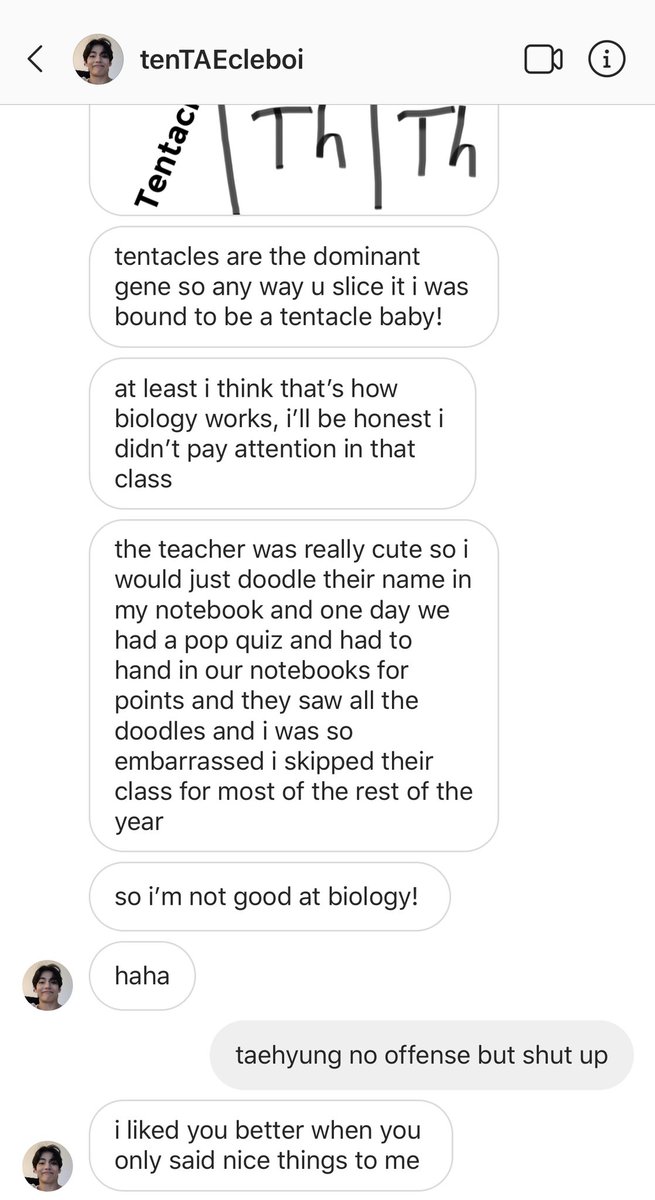 tenTAEcleboi
Tentacl
Th Th
tentacles are the dominant
gene so any way u slice it i was
bound to be a tentacle baby!
at least i think that’s how
biology works, i’ll be honest i
didn’t pay attention in that
class
the teacher was really cute so i
would just doodle their name in
my notebook and one day we
had a pop quiz and had to
hand in our notebooks for
points and they saw all the
doodles and i was so
embarrassed i skipped their
class for most of the rest of the
year
so i’m not good at biology!
haha
taehyung no offense but shut up
i liked you better when you
only said nice things to me